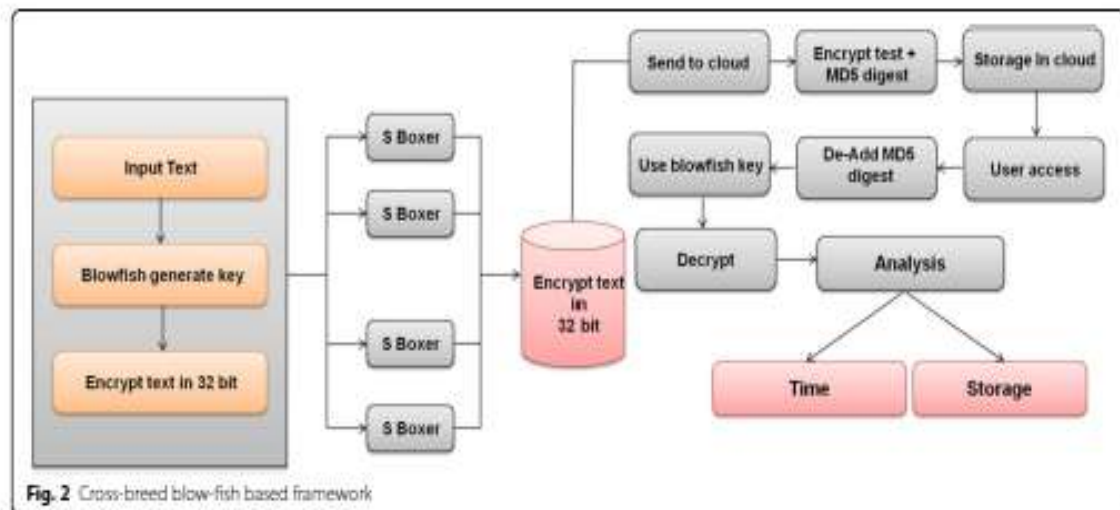 Input Text
Blowfish generate key
Encrypt text in 32 bit
S Boxer
S Boxer
S Boxer
S Boxer
Encrypt text
in
32 bit
Send to cloud
Encrypt test +
MD5 digest
Storage in cloud
User access
De-Add MD5
digest
Use blowfish key
Decrypt
Analysis
Time
Storage
Fig. 2 Cross-breed blow-fish based framework